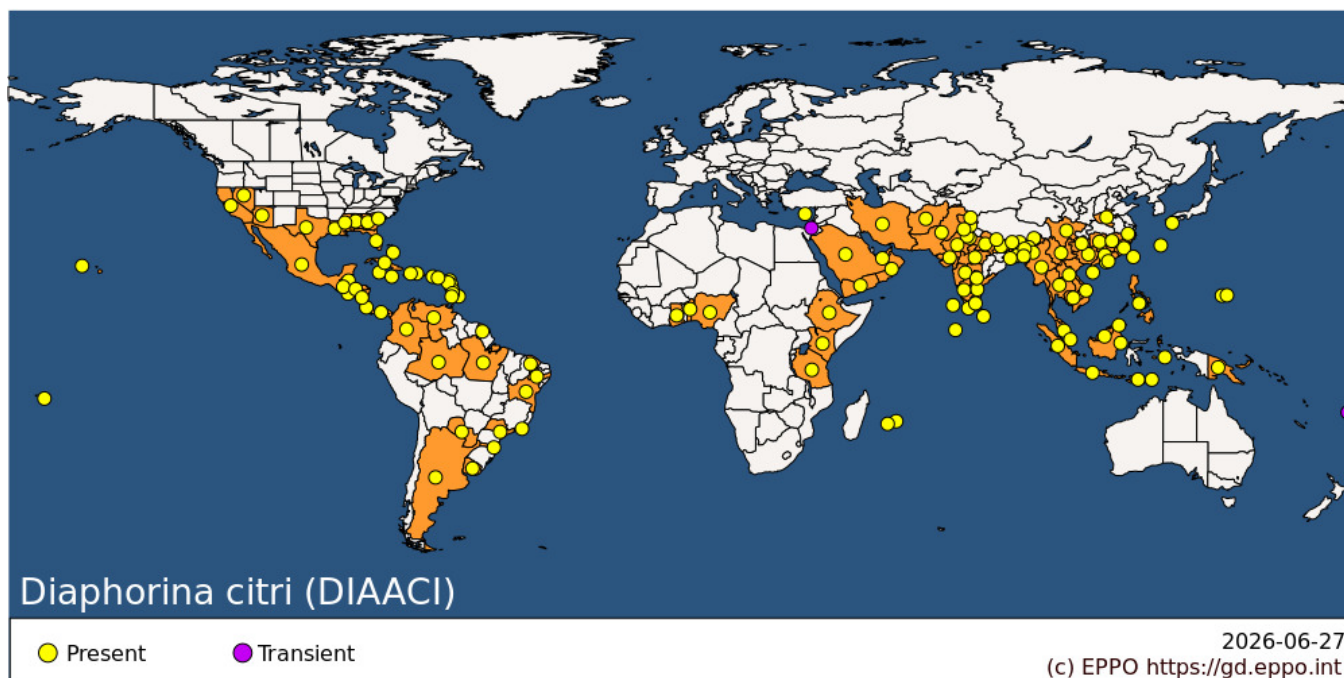 Diaphorina citri (DIAACI)
Present
Transient
2026-06-27
(c) EPPO https://gd.eppo.int